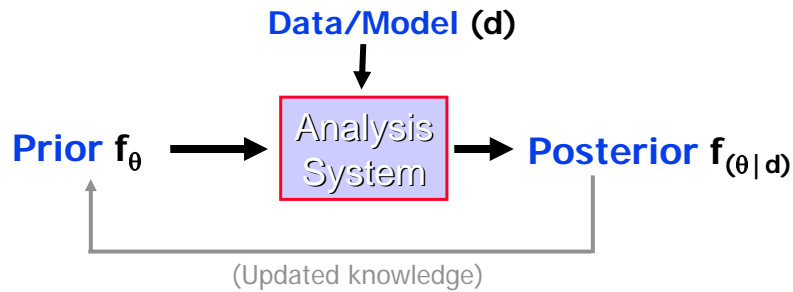 Data/Model (d)
Prior fθ
Analysis
System
Posterior f(θ|d)
(Updated knowledge)